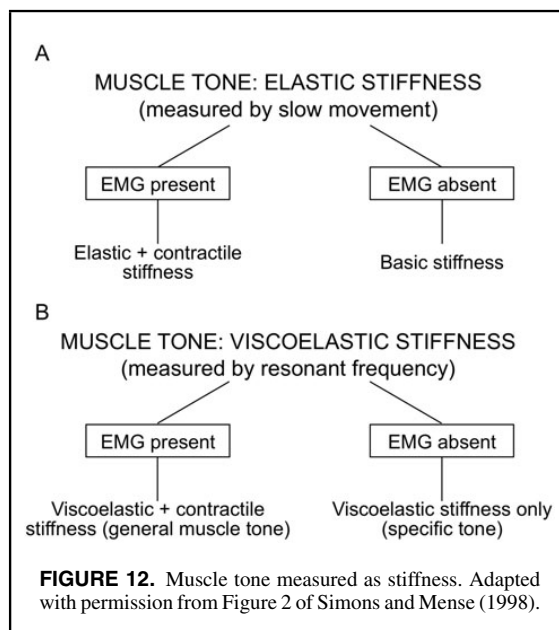 A
MUSCLE TONE: ELASTIC STIFFNESS
(measured by slow movement)
EMG present
EMG absent
Elastic + contractile
stiffness
Basic stiffness
B
MUSCLE TONE: VISCOELASTIC STIFFNESS
(measured by resonant frequency)
EMG present
EMG absent
Viscoelastic + contractile
stiffness (general muscle tone)
Viscoelastic stiffness only
(specific tone)
FIGURE 12. Muscle tone measured as stiffness. Adapted
with permission from Figure 2 of Simons and Mense (1998).